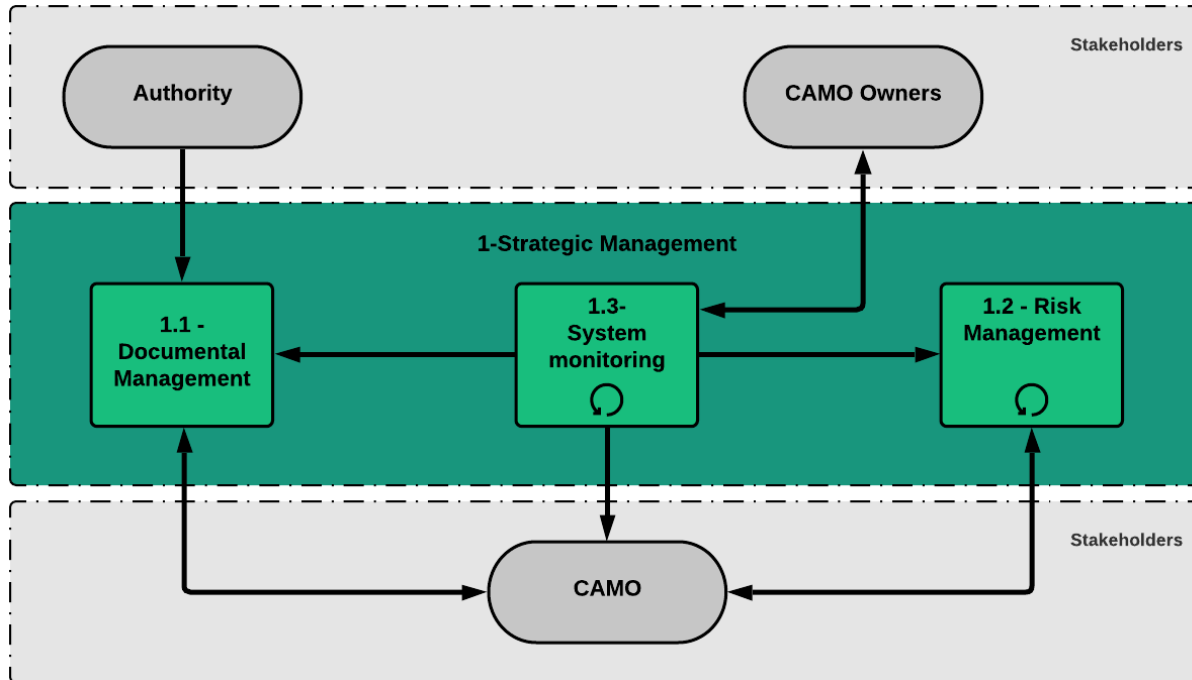 Stakeholders
Authority
CAMO Owners
1-Strategic Management
1.1 -
Documental
Management
1.3-
System
monitoring
1.2 - Risk
Management
Stakeholders
CAMO